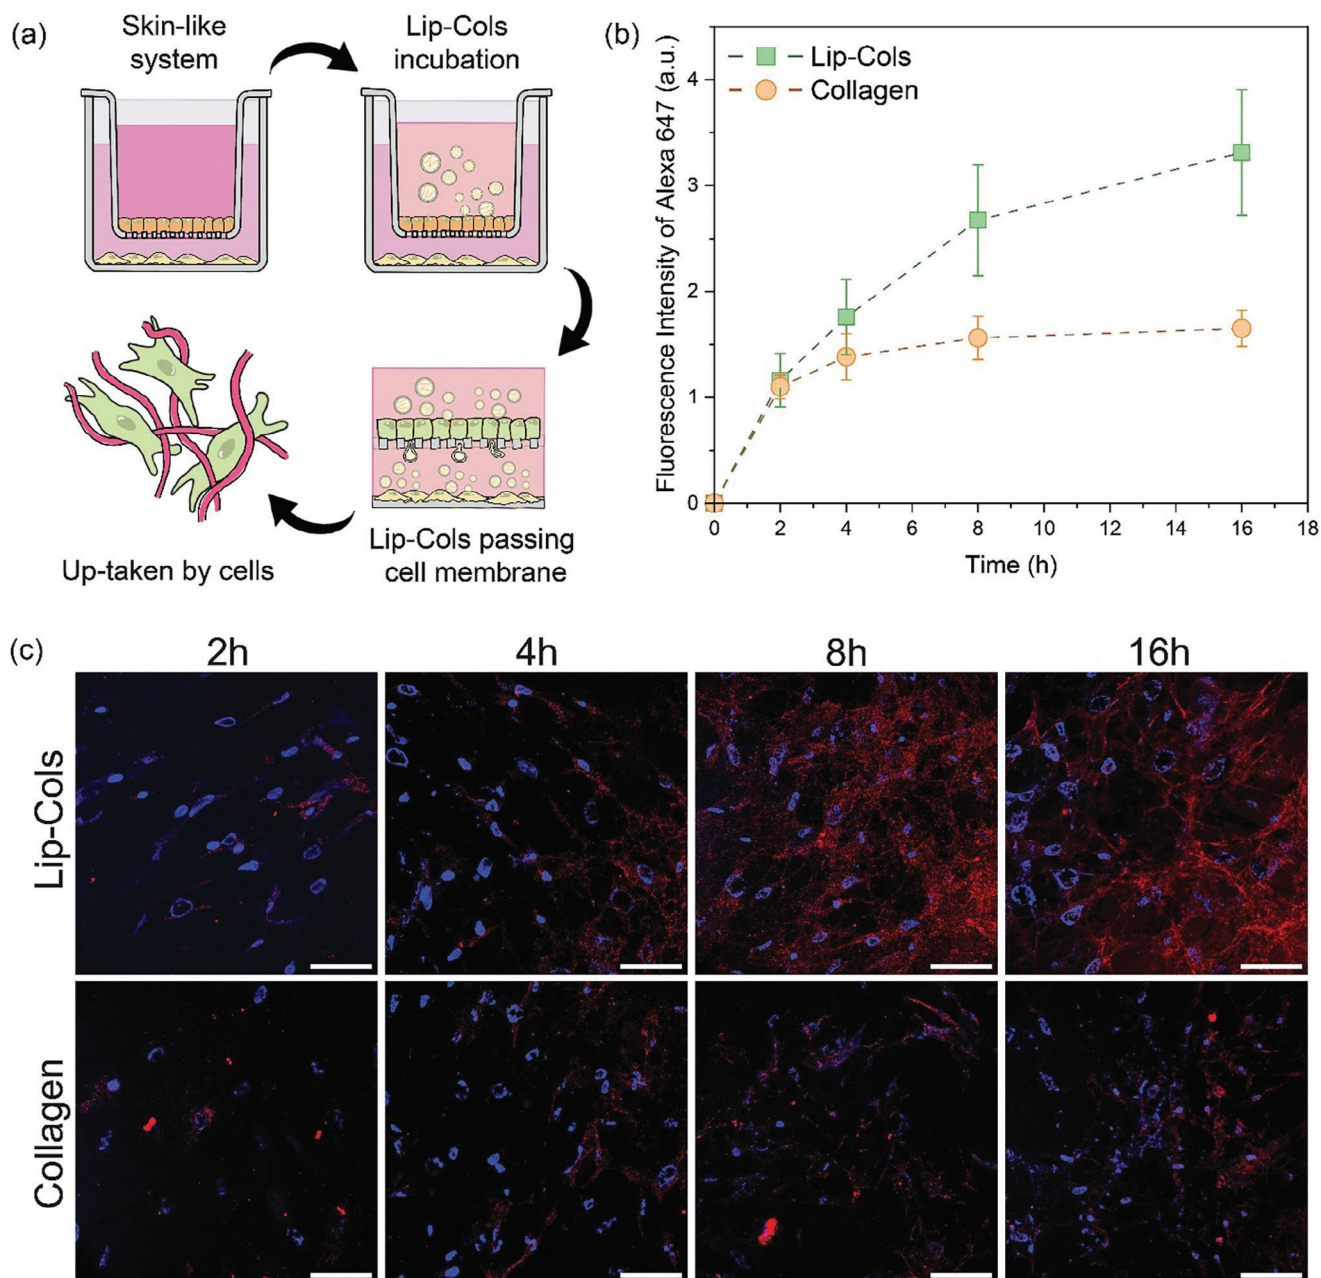 (a)
Skin-like
system
Lip-Cols
incubation
Lip-Cols passing
cell membrane
Up-taken by cells
(b)
Fluorescence Intensity of Alexa 647 (a.u.)
4
3
2
1
0
Lip-Cols
Collagen
0 2 4 6 8 10 12 14 16 18
Time (h)
(c)
2h 4h 8h 16h
Lip-Cols
Collagen